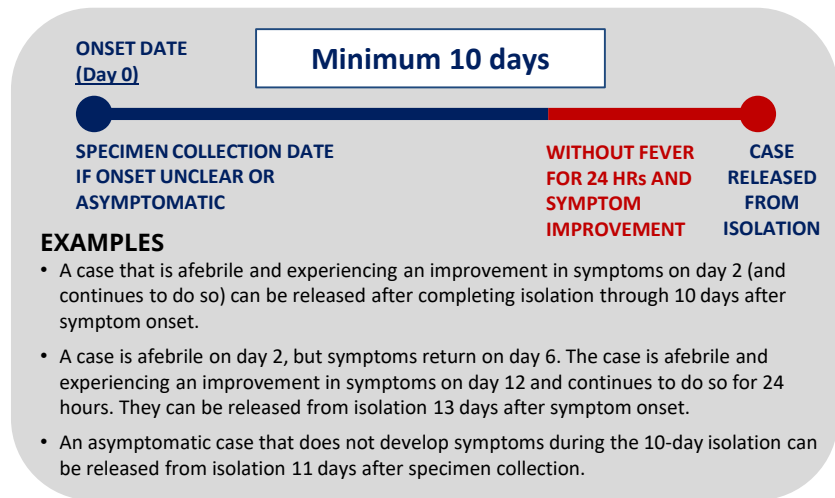 ONSET DATE
(Day 0)
Minimum 10 days
SPECIMEN COLLECTION DATE
IF ONSET UNCLEAR OR
ASYMPTOMATIC
WITHOUT FEVER
FOR 24 HRs AND
SYMPTOM
IMPROVEMENT
CASE
RELEASED
FROM
ISOLATION
EXAMPLES
• A case that is afebrile and experiencing an improvement in symptoms on day 2 (and
continues to do so) can be released after completing isolation through 10 days after
symptom onset.
• A case is afebrile on day 2, but symptoms return on day 6. The case is afebrile and
experiencing an improvement in symptoms on day 12 and continues to do so for 24
hours. They can be released from isolation 13 days after symptom onset.
• An asymptomatic case that does not develop symptoms during the 10-day isolation can
be released from isolation 11 days after specimen collection.